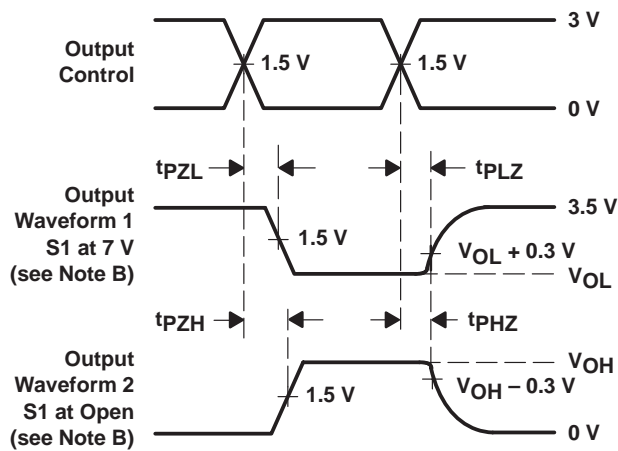 3 V
Output
Control
1.5 V
1.5 V
0 V
tPZL
tPLZ
Output
Waveform 1
S1 at 7 V
(see Note B)
3.5 V
1.5 V
VOL + 0.3 V
VOL
tPZH
tPHZ
Output
Waveform 2
S1 at Open
(see Note B)
VOH
1.5 V
VOH – 0.3 V
0 V